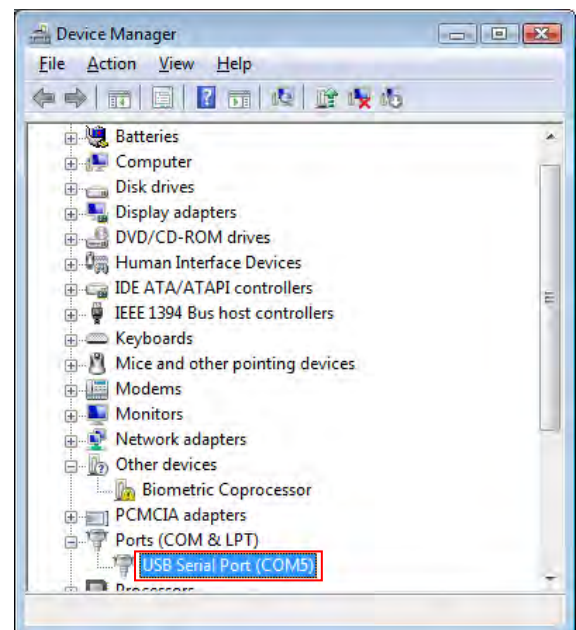 Device Manager
File Action View Help
Batteries
Computer
Disk drives
Display adapters
DVD/CD-ROM drives
Human Interface Devices
IDE ATA/ATAPI controllers
IEEE 1394 Bus host controllers
Keyboards
Mice and other pointing devices
Modems
Monitors
Network adapters
Other devices
Biometric Coprocessor
PCMCIA adapters
Ports (COM & LPT)
USB Serial Port (COM5)
Processors